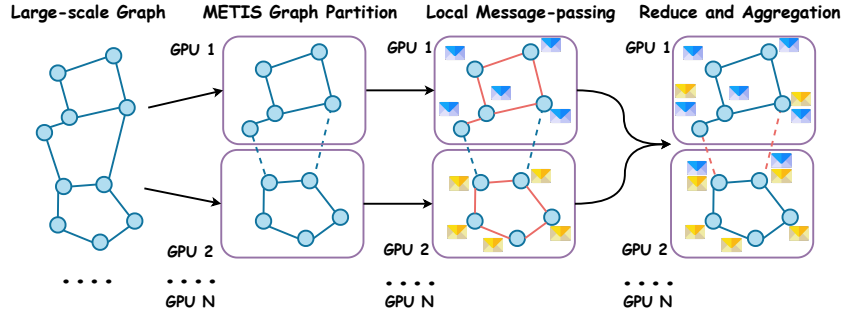 Large-scale Graph
METIS Graph Partition
Local Message-passing
Reduce and Aggregation
GPU 1
GPU 1
GPU 1
GPU 2
GPU 2
GPU 2
. . . .
. . . .
. . . .
. . . .
GPU N
GPU N
GPU N